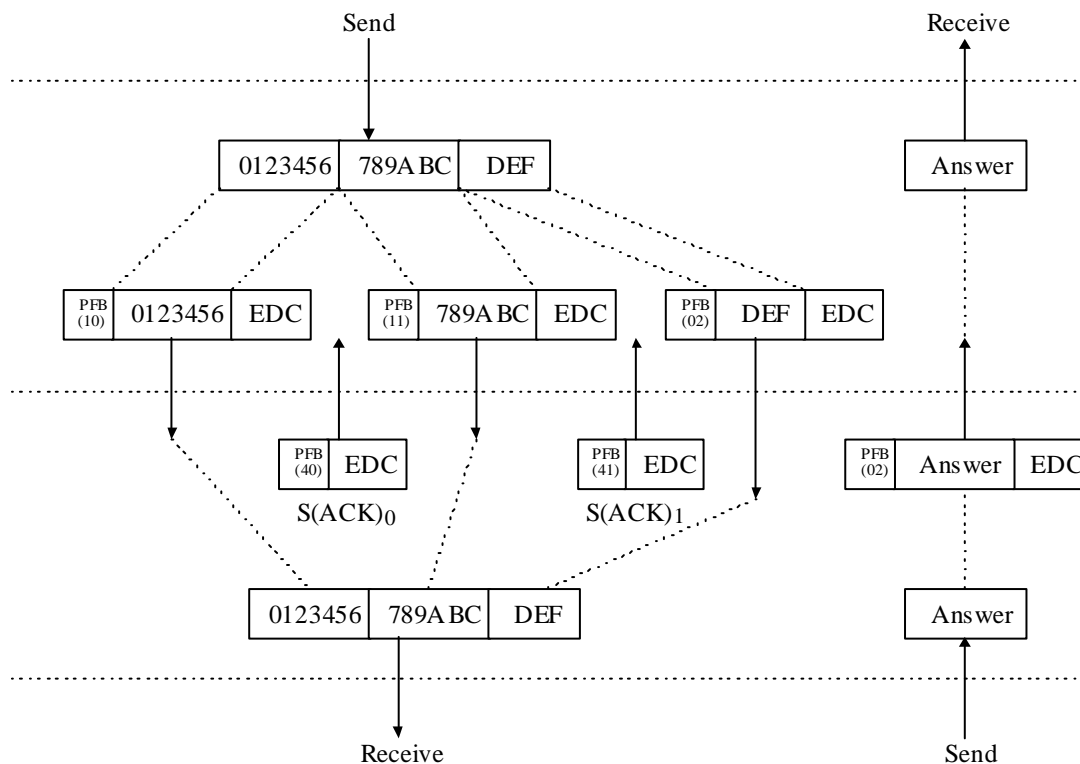 Send Receive
0123456 789ABC DEF Answer
PFB (10) 0123456 EDC PFB (11) 789ABC EDC PFB (02) DEF EDC
PFB (40) EDC PFB (41) EDC PFB (02) Answer EDC
S(ACK)0 S(ACK)1
0123456 789ABC DEF Answer
Receive Send